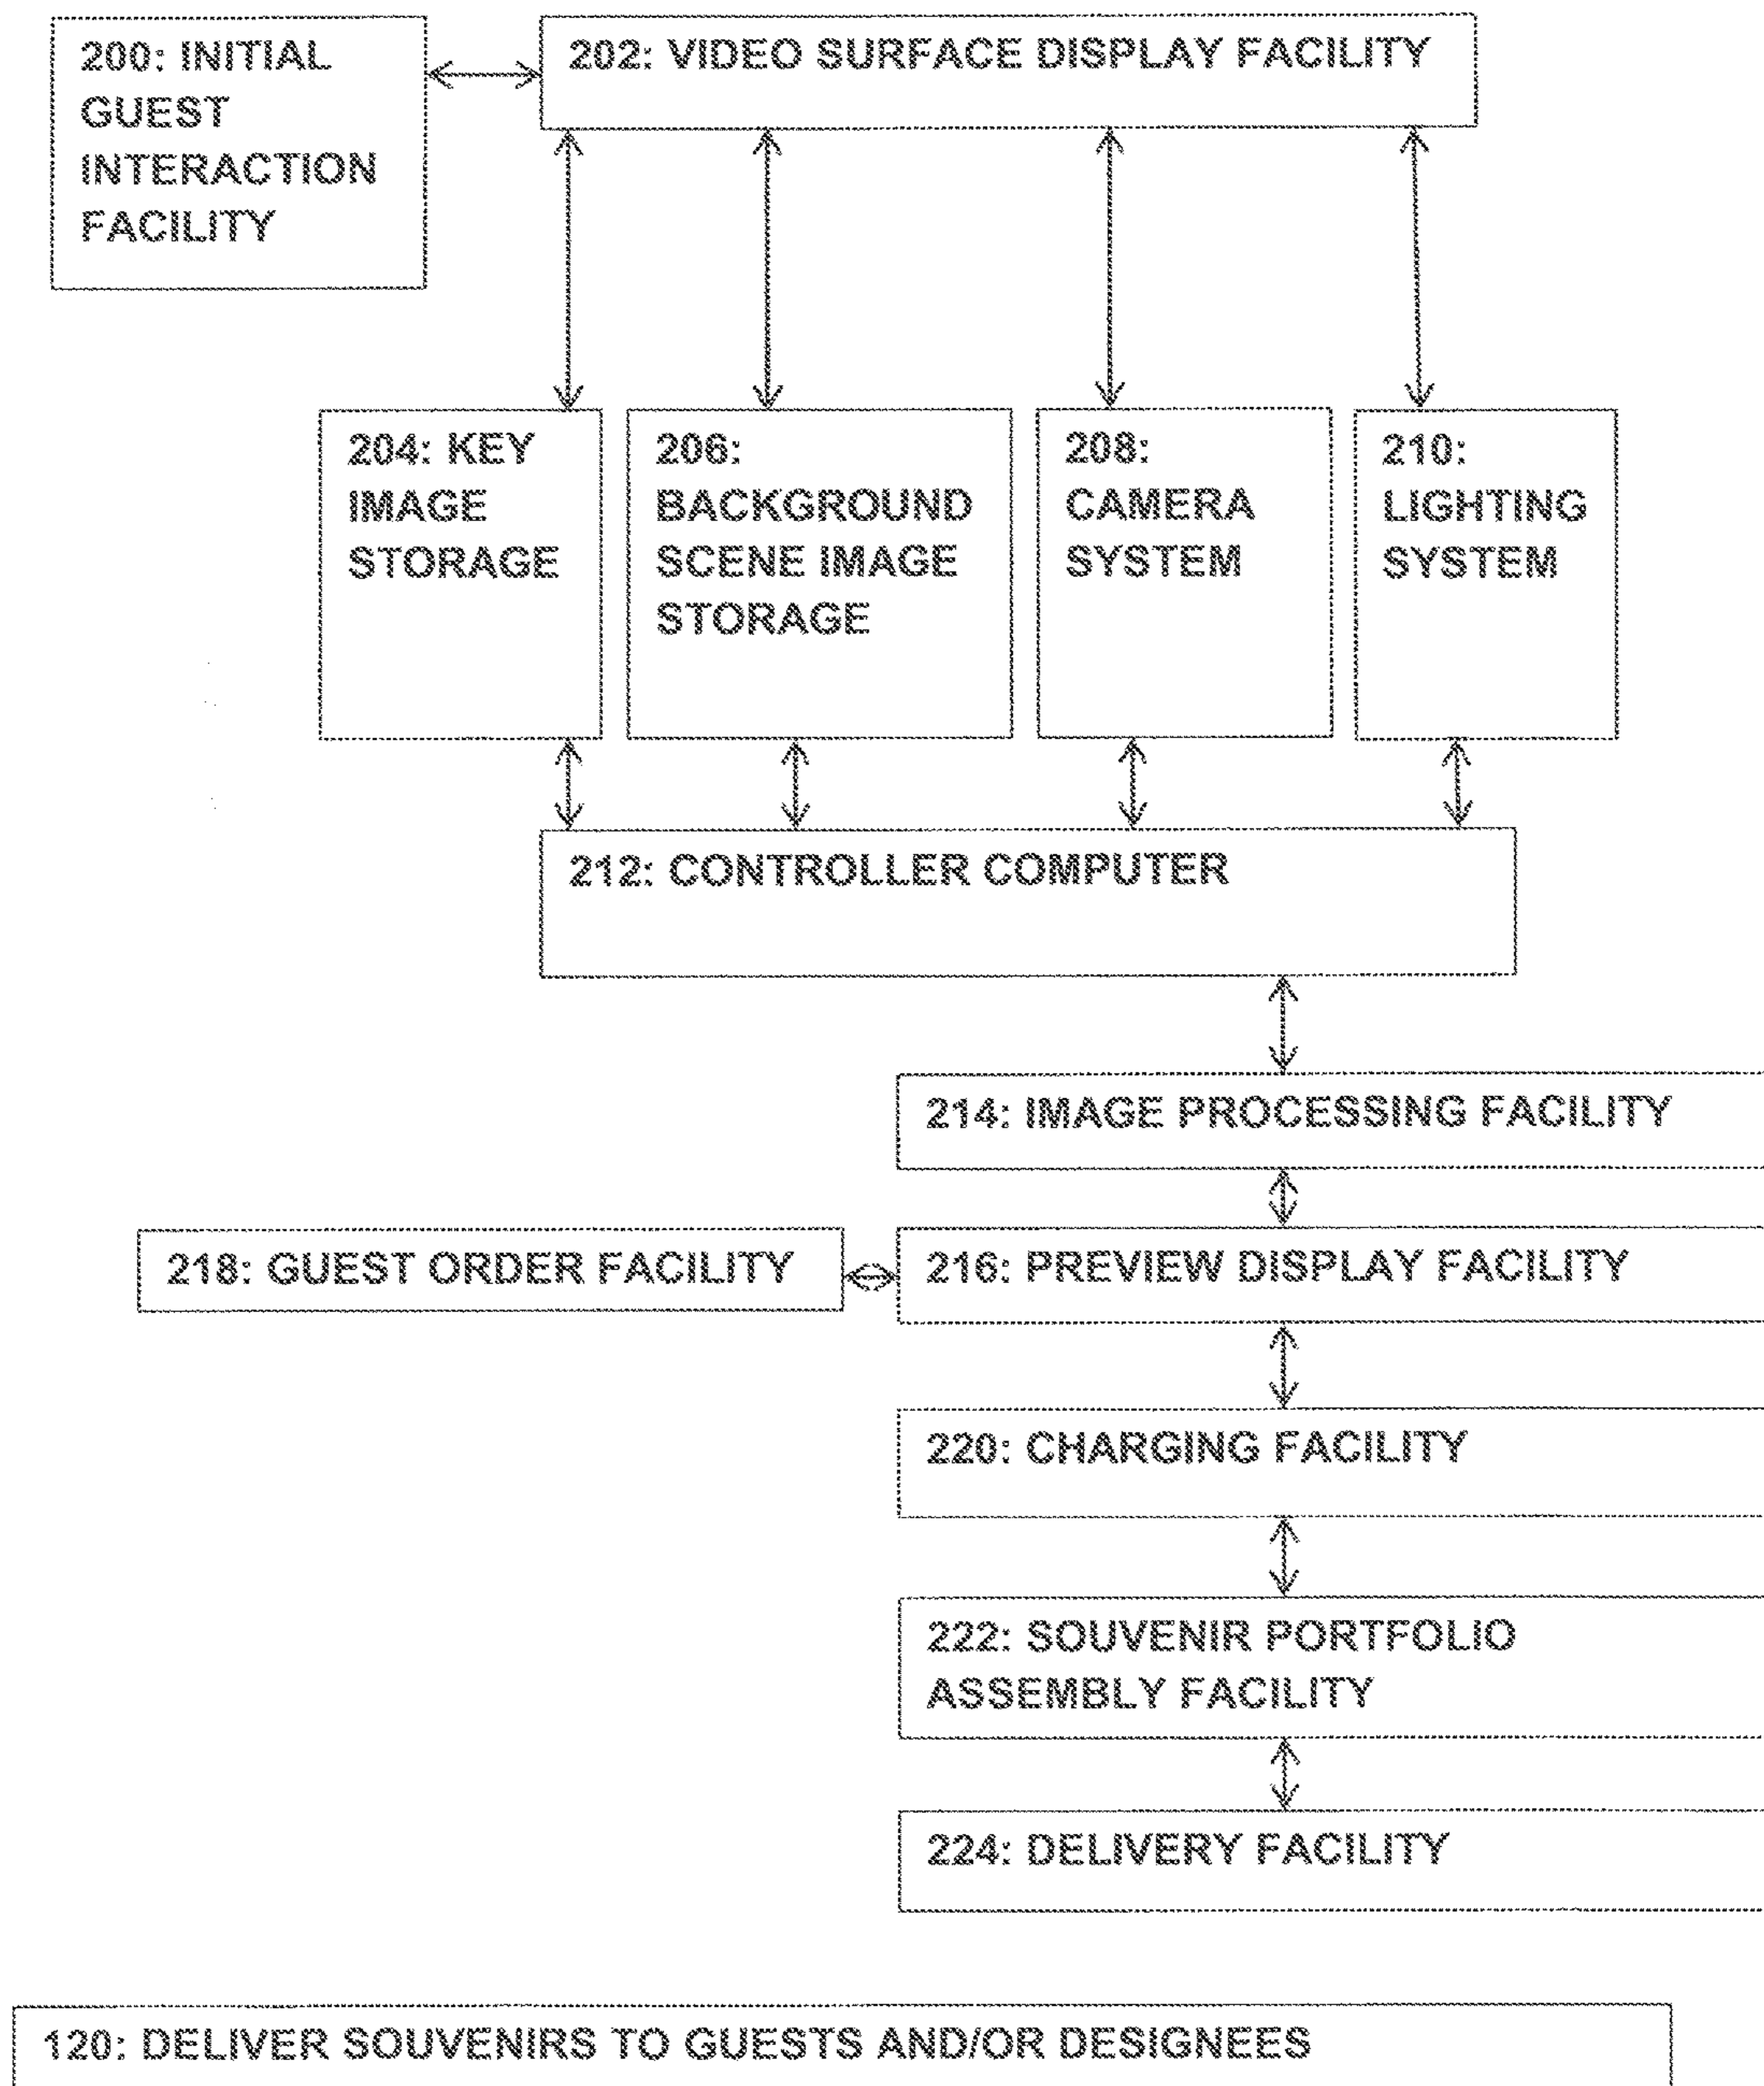 200: INITIAL
GUEST
INTERACTION
FACILITY
202: VIDEO SURFACE DISPLAY FACILITY
204: KEY
IMAGE
STORAGE
206:
BACKGROUND
SCENE IMAGE
STORAGE
208:
CAMERA
SYSTEM
210:
LIGHTING
SYSTEM
212: CONTROLLER COMPUTER
214: IMAGE PROCESSING FACILITY
218: GUEST ORDER FACILITY
216: PREVIEW DISPLAY FACILITY
220: CHARGING FACILITY
222: SOUVENIR PORTFOLIO
ASSEMBLY FACILITY
224: DELIVERY FACILITY
120: DELIVER SOUVENIRS TO GUESTS AND/OR DESIGNEES